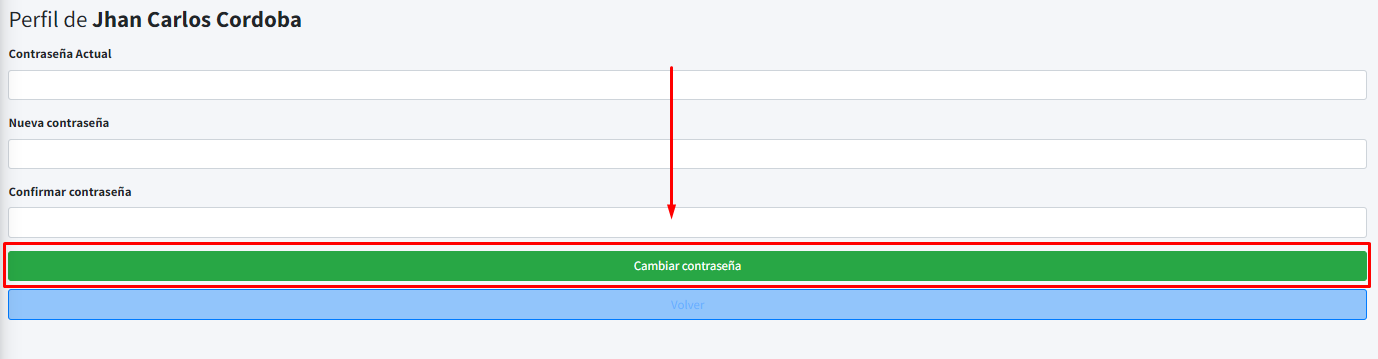 Perfil de Jhan Carlos Cordoba
Contraseña Actual
Nueva contraseña
Confirmar contraseña
Cambiar contraseña
Volver